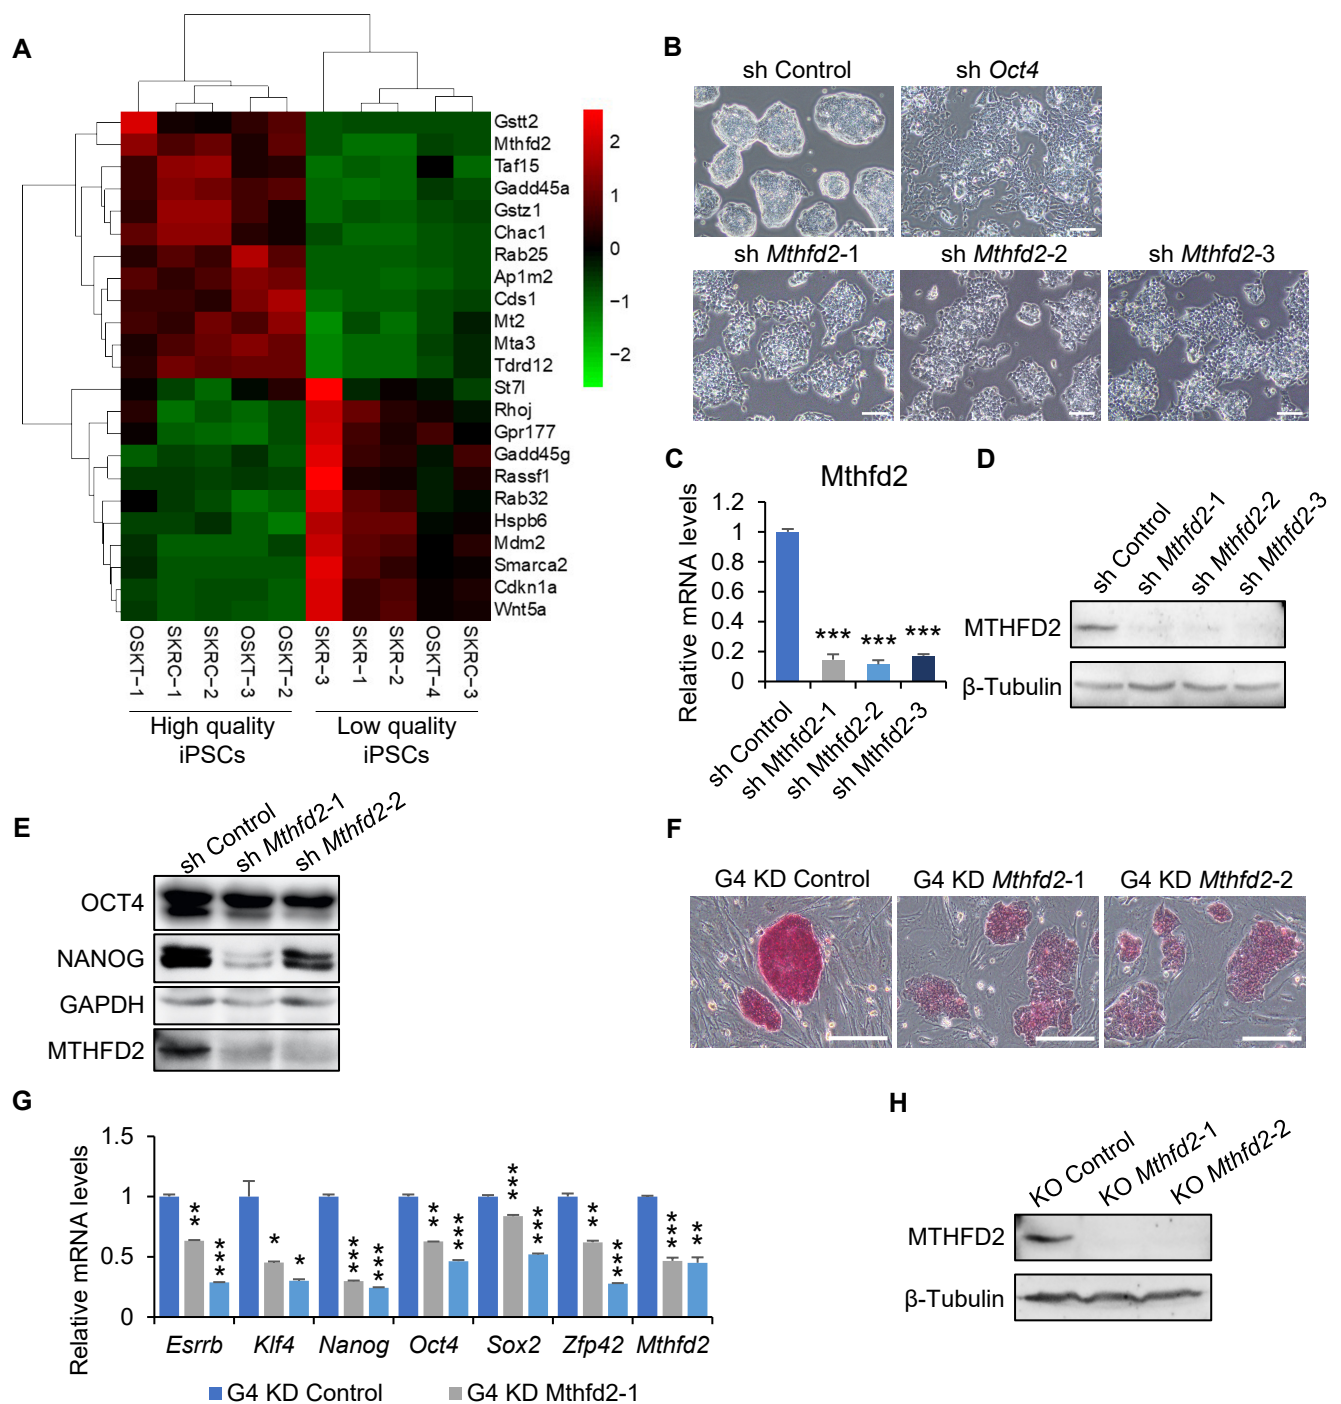 A
Gstt2
Mthfd2
Taf15
Gadd45a
Gstz1
Chac1
Rab25
Ap1m2
Cds1
Mt2
Mta3
Tdrd12
St7l
Rhoj
Gpr177
Gadd45g
Rassf1
Rab32
Hspb6
Mdm2
Smarca2
Cdkn1a
Wnt5a
2
1
0
−1
−2
OSKT−1
SKRC−1
SKRC−2
OSKT−3
OSKT−2
SKR−3
SKR−1
SKR−2
OSKT−4
SKRC−3
High quality
iPSCs
Low quality
iPSCs
B
sh Control
sh Oct4
sh Mthfd2-1
sh Mthfd2-2
sh Mthfd2-3
C
Mthfd2
Relative mRNA levels
1.2
1
0.8
0.6
0.4
0.2
0
*** *** ***
sh Control
sh Mthfd2-1
sh Mthfd2-2
sh Mthfd2-3
D
sh Control
sh Mthfd2-1
sh Mthfd2-2
sh Mthfd2-3
MTHFD2
β-Tubulin
E
sh Control
sh Mthfd2-1
sh Mthfd2-2
OCT4
NANOG
GAPDH
MTHFD2
F
G4 KD Control
G4 KD Mthfd2-1
G4 KD Mthfd2-2
G
Relative mRNA levels
1.5
1
0.5
0
** *** * * *** *** ** *** *** *** ** *** *** **
Esrrb Klf4 Nanog Oct4 Sox2 Zfp42 Mthfd2
G4 KD Control G4 KD Mthfd2-1
H
KO Control
KO Mthfd2-1
KO Mthfd2-2
MTHFD2
β-Tubulin